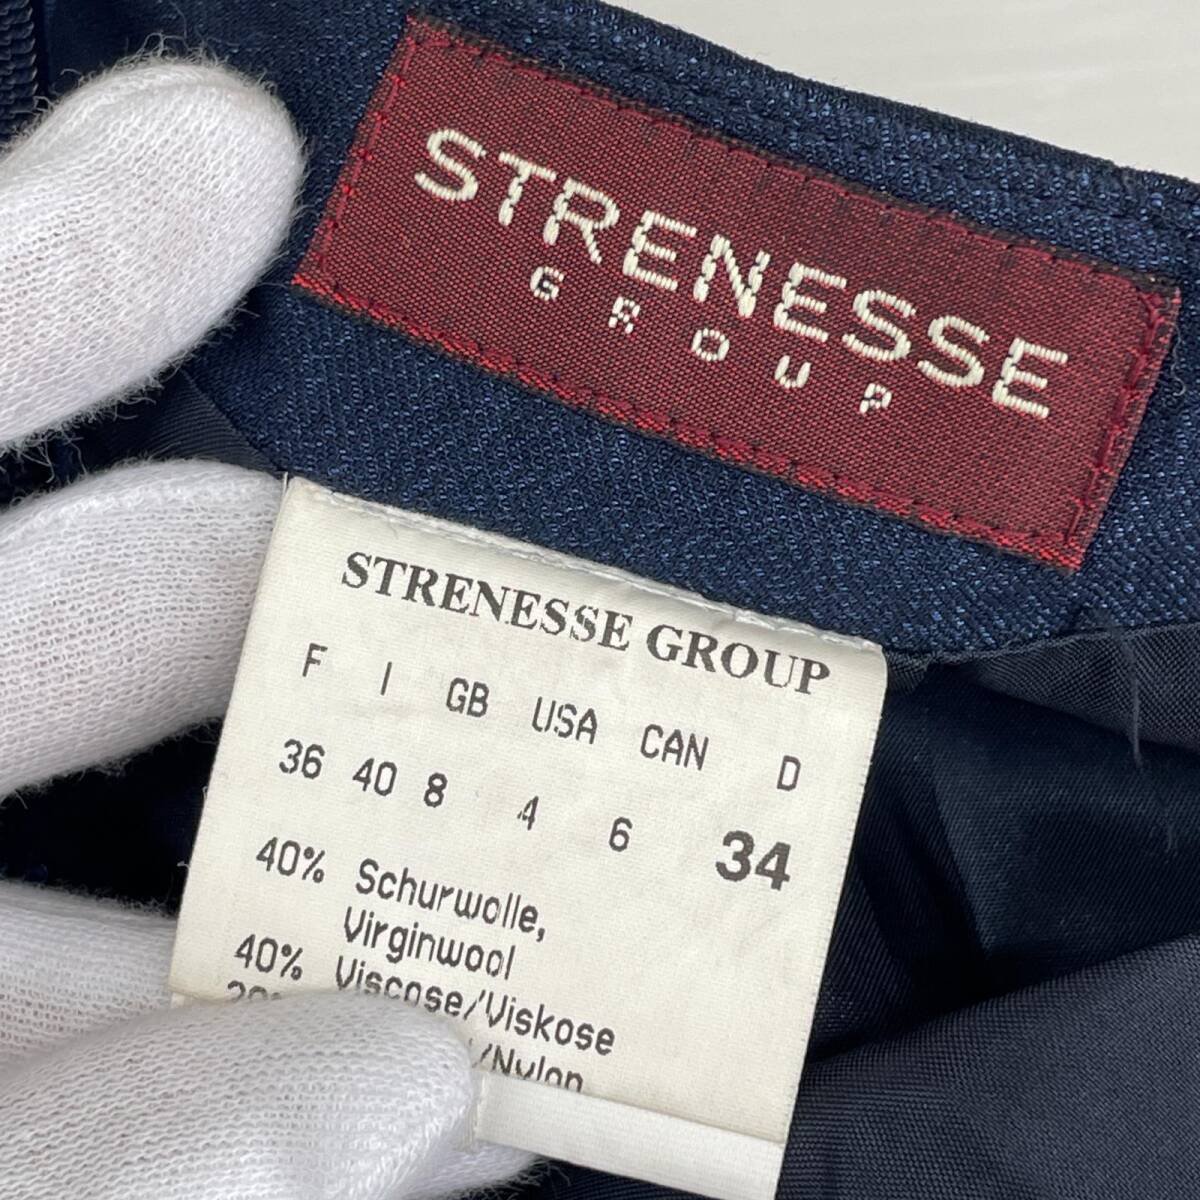 STRENESSE
GROUP
STRENESSE GROUP
F I GB USA CAN D
36 40 8 4 6 34
40% Schurwolle,
Virginwool
40% Viscose/Viskose
/Nylon